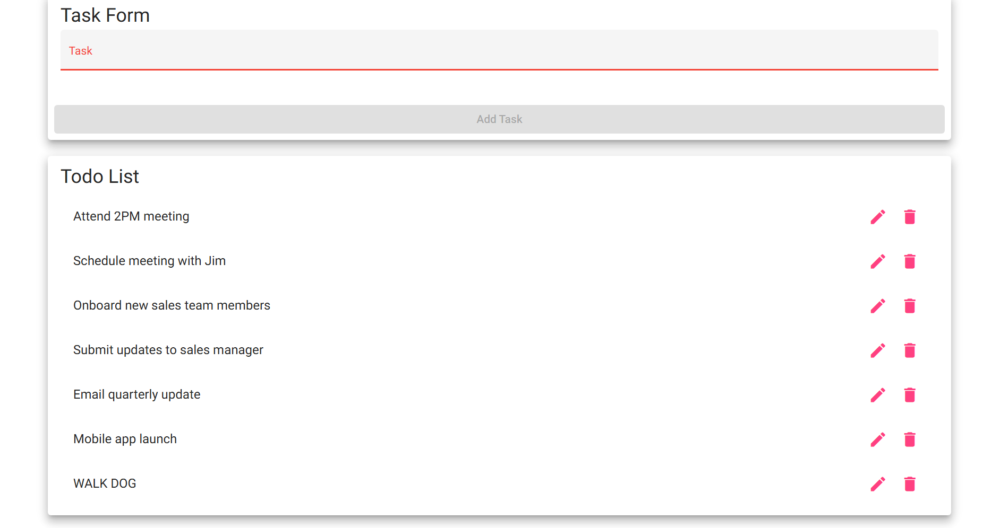 Task Form
Task
Add Task
Todo List
Attend 2PM meeting
Schedule meeting with Jim
Onboard new sales team members
Submit updates to sales manager
Email quarterly update
Mobile app launch
WALK DOG